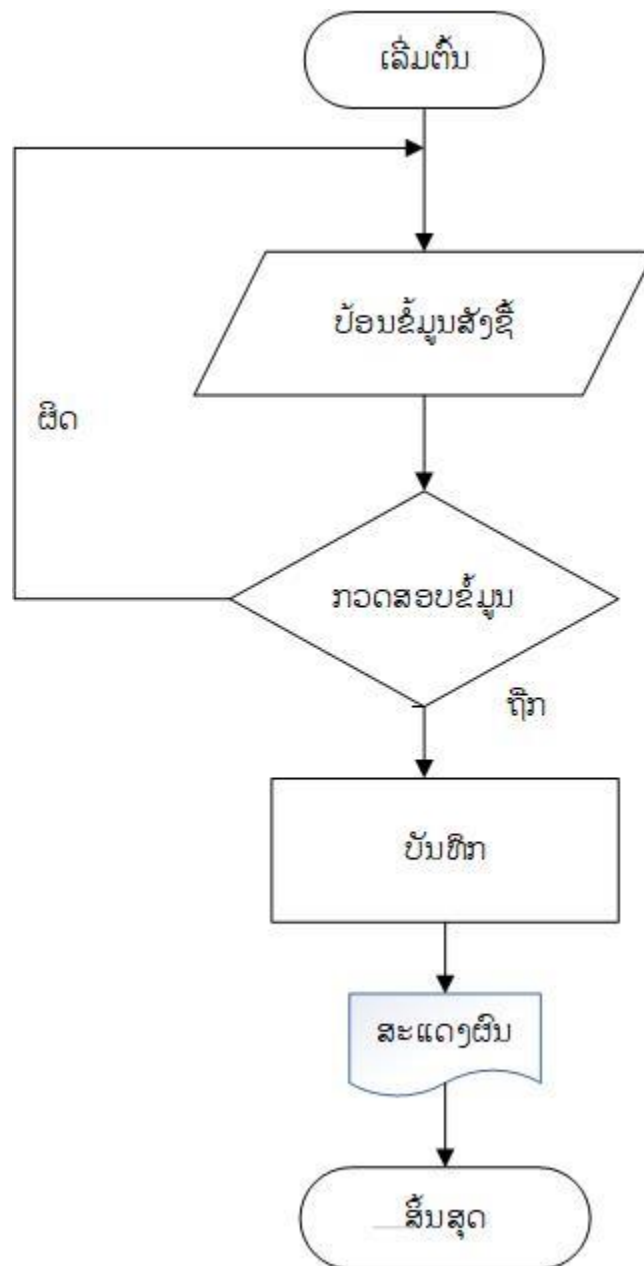 ເລີ່ມຕົ້ນ
ປ້ອນຂໍ້ມູນສັ່ງຊື້
ຜິດ
ກວດສອບຂໍ້ມູນ
ຖືກ
ບັນທຶກ
ສະແດງຜົນ
ສິ້ນສຸດ